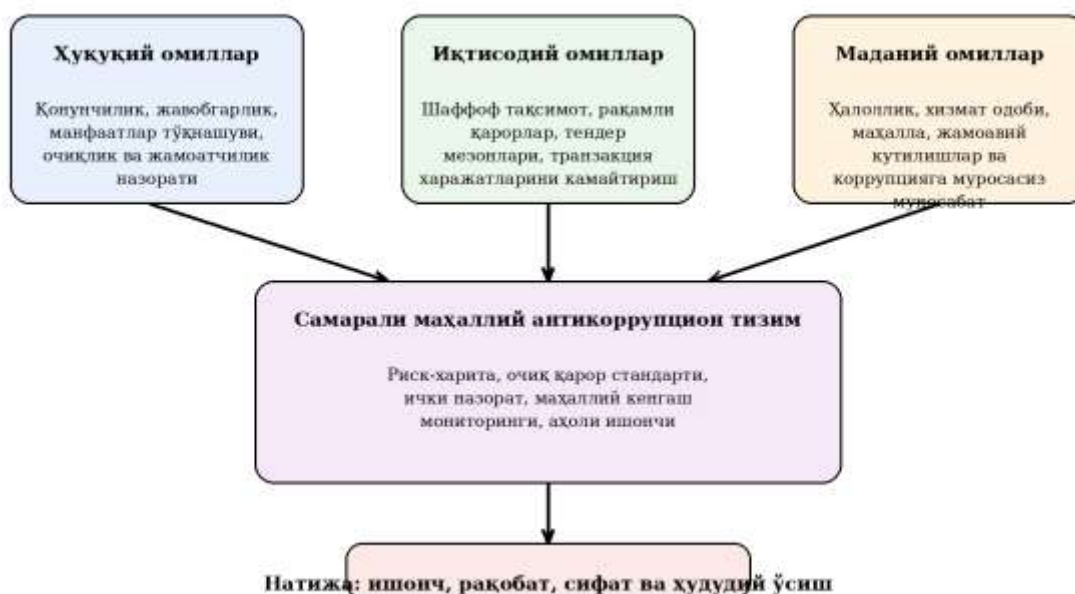 Ҳуқуқий омиллар
Қонунчилик, жавобгарлик,
манфаатлар тўқнашуви,
очиқлик ва жамоатчилик
назорати
Иқтисодий омиллар
Шаффоф тақсимот, рақамли
қарорлар, тендер
мезонлари, транзакция
харажатларини камайтириш
Маданий омиллар
Ҳалоллик, хизмат одоби,
маҳалла, жамоавий
кутилишлар ва
коррупцияга муросасиз
муносабат
Самарали маҳаллий антикоррупцион тизим
Риск-харита, очиқ қарор стандарти,
ички назорат, маҳаллий кенгаш
мониторинги, аҳоли ишончи
Натижа: ишонч, рақобат, сифат ва ҳудудий ўсиш